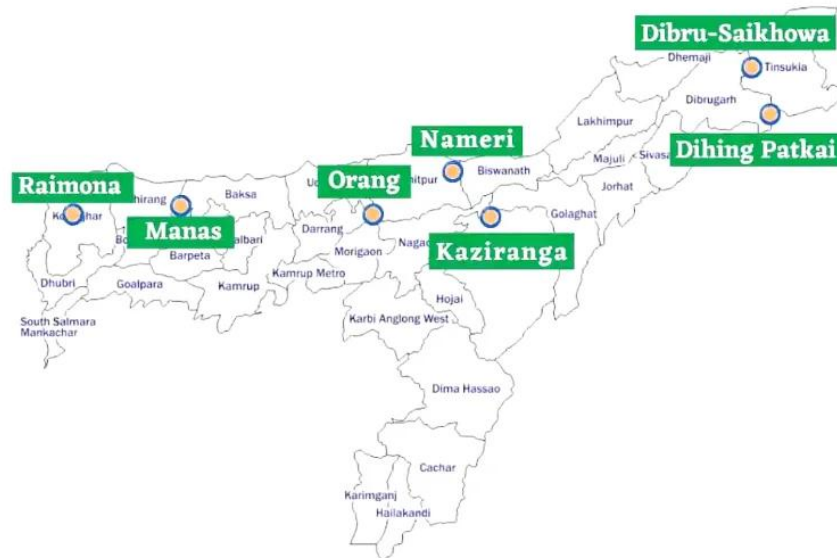 Dibru-Saikhowa
Dhemaji
Tinsukia
Dibrugarh
Lakhimpur
Nameri
Dihing Patkai
Majuli
Biswanath
Raimona
Orang
Baksa
Jorhat
Golaghat
Manas
Darrang
Kaziranga
Morigaon
Barpeta
Kamrup Metro
Dhubri
Goalpara
Kamrup
Hojai
South Salmara
Mankachar
Karbi Anglong West
Dima Hassao
Cachar
Karimganj
Hailakandi